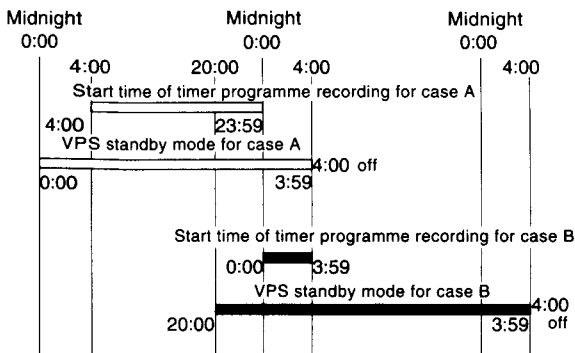 Midnight Midnight Midnight
0:00 0:00 0:00
4:00 20:00 4:00 4:00
Start time of timer programme recording for case A
4:00 23:59
VPS standby mode for case A
4:00 off
0:00 3:59
Start time of timer programme recording for case B
0:00 3:59
VPS standby mode for case B
4:00
20:00 3:59 off